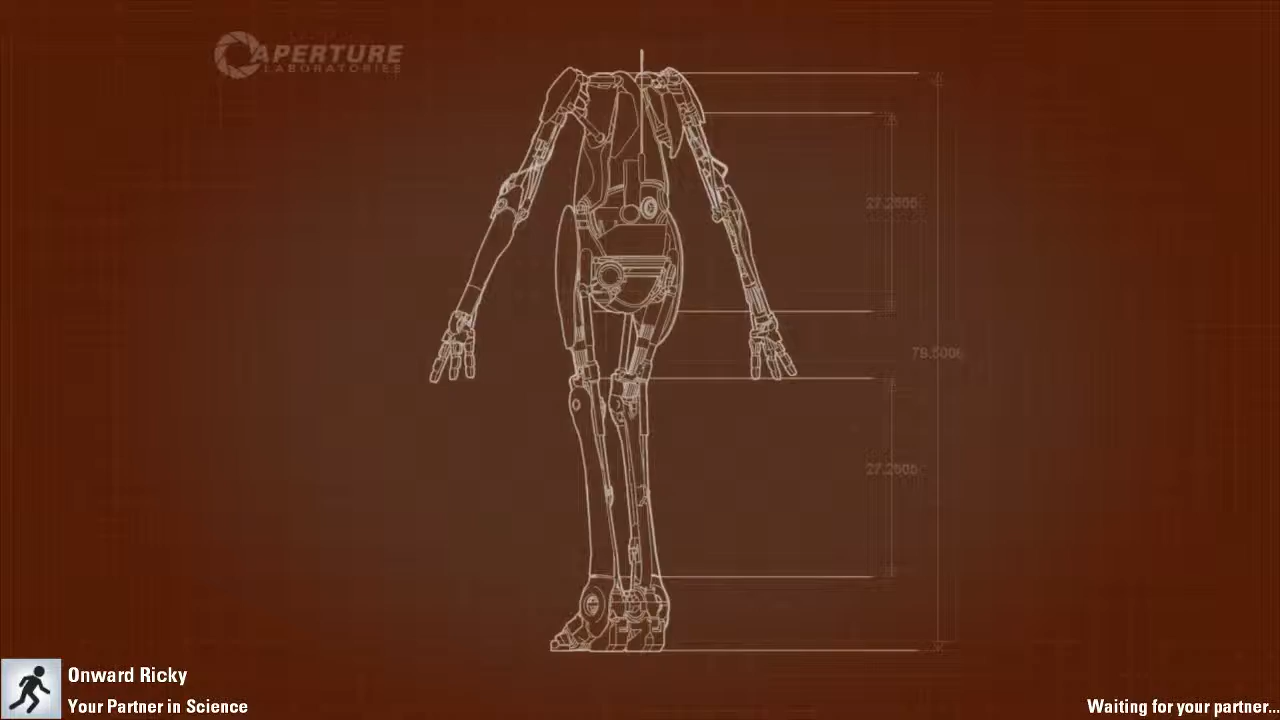 APERTURE
LABORATORIES
Onward Ricky
Your Partner in Science
Waiting for your partner...